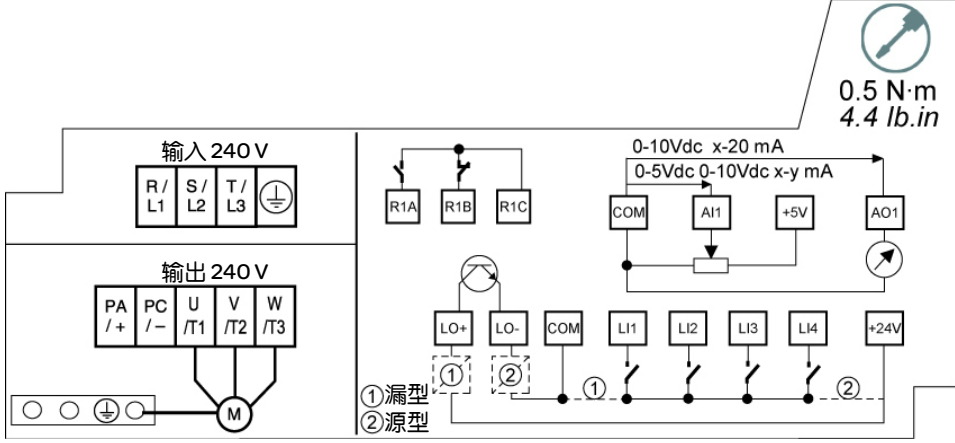 0.5 N·m
4.4 lb.in
输入 240 V
R / L1 S / L2 T / L3
输出 240 V
PA / + PC / – U /T1 V /T2 W /T3
M
R1A R1B R1C
0-10Vdc x-20 mA
0-5Vdc 0-10Vdc x-y mA
COM AI1 +5V AO1
LO+ LO- COM LI1 LI2 LI3 LI4 +24V
① ② ① ②
①漏型
②源型